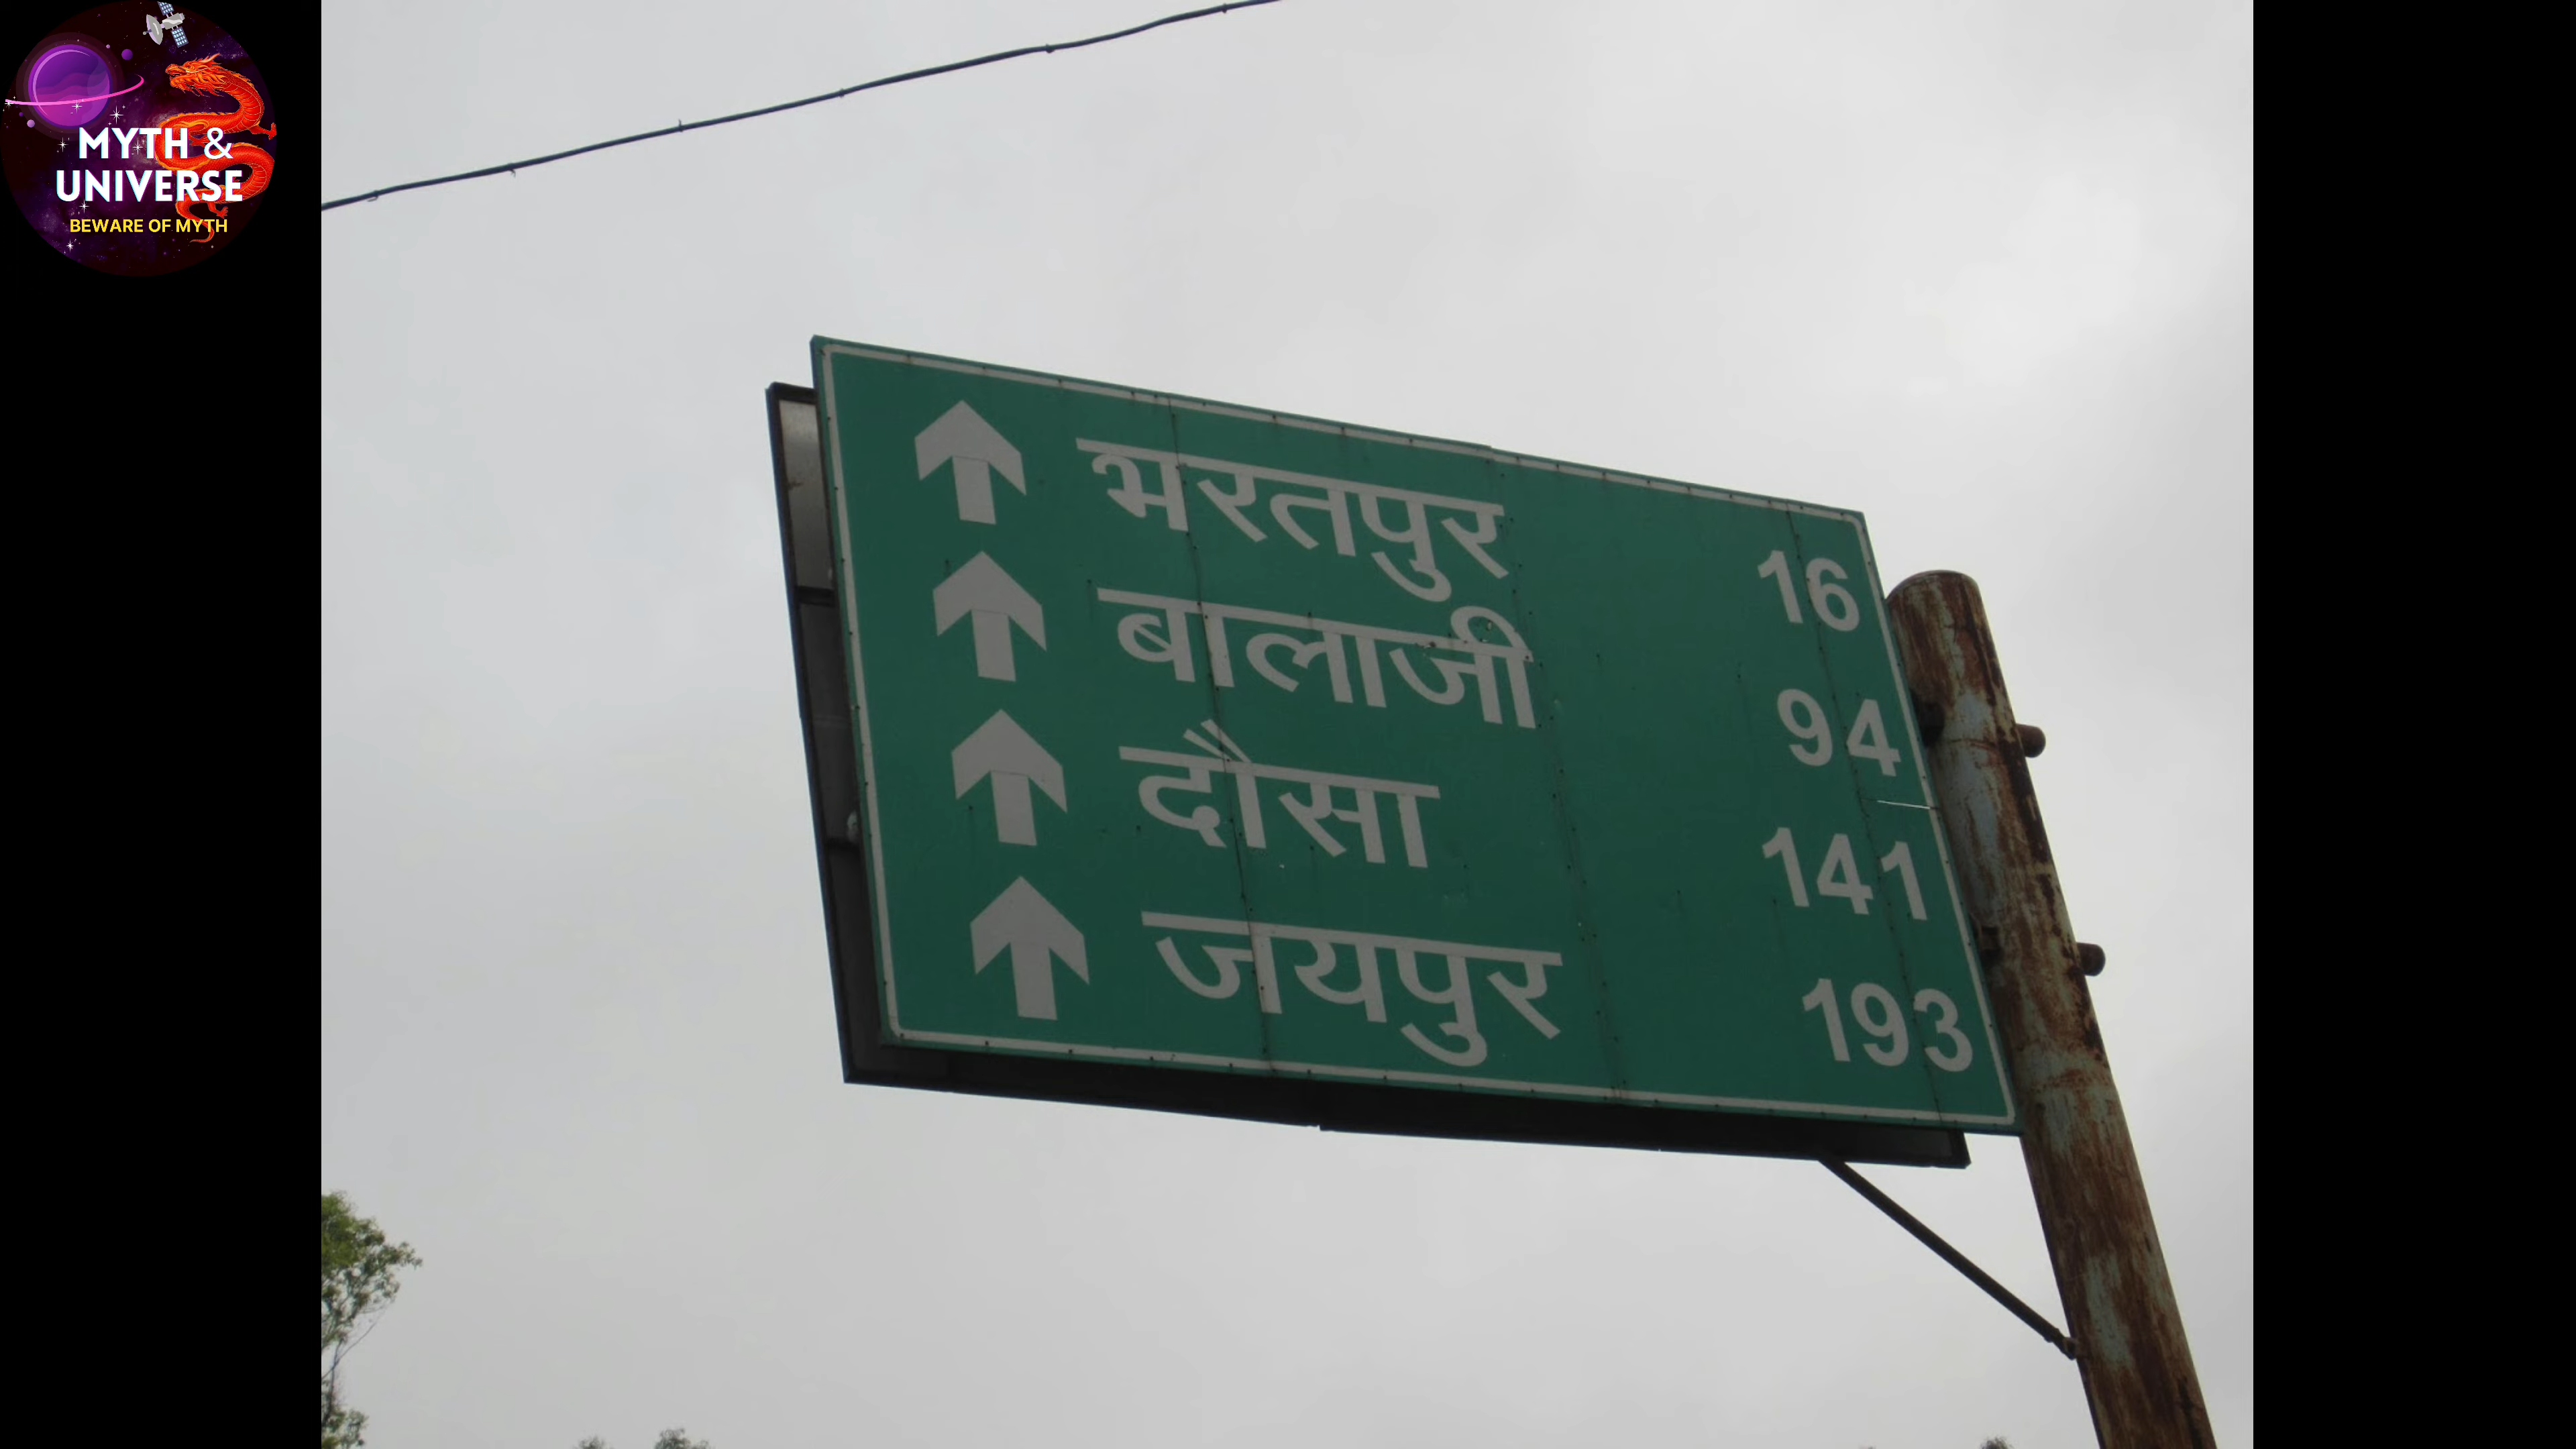 MYTH &
UNIVERSE
BEWARE OF MYTH
भरतपुर 16
बालाजी 94
दौसा 141
जयपुर 193